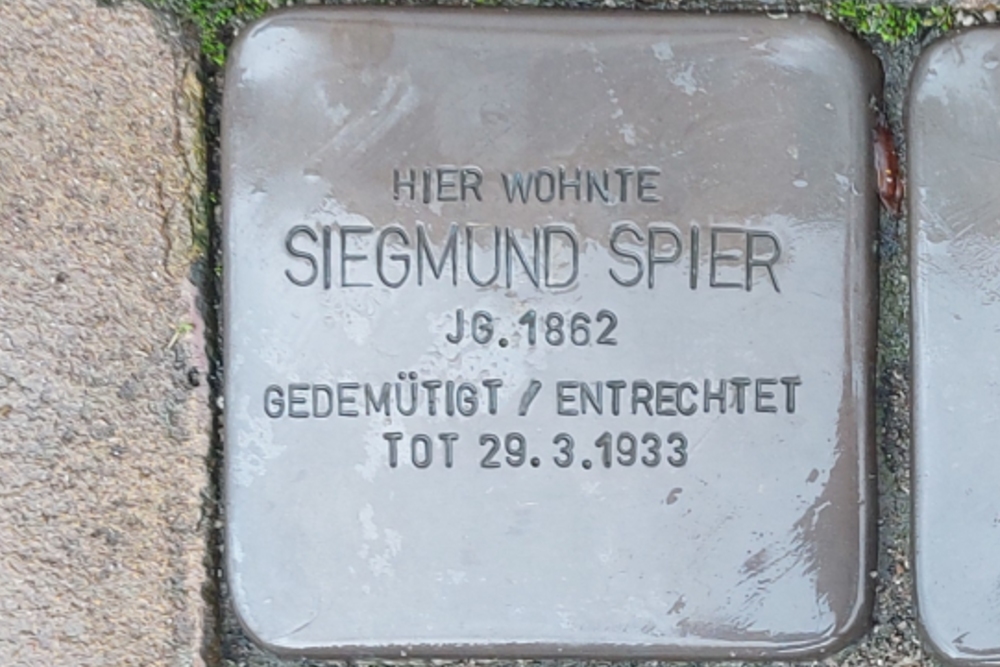 HIER WOHNTE
SIEGMUND SPIER
JG. 1862
GEDEMÜTIGT / ENTRECHTET
TOT 29.3.1933